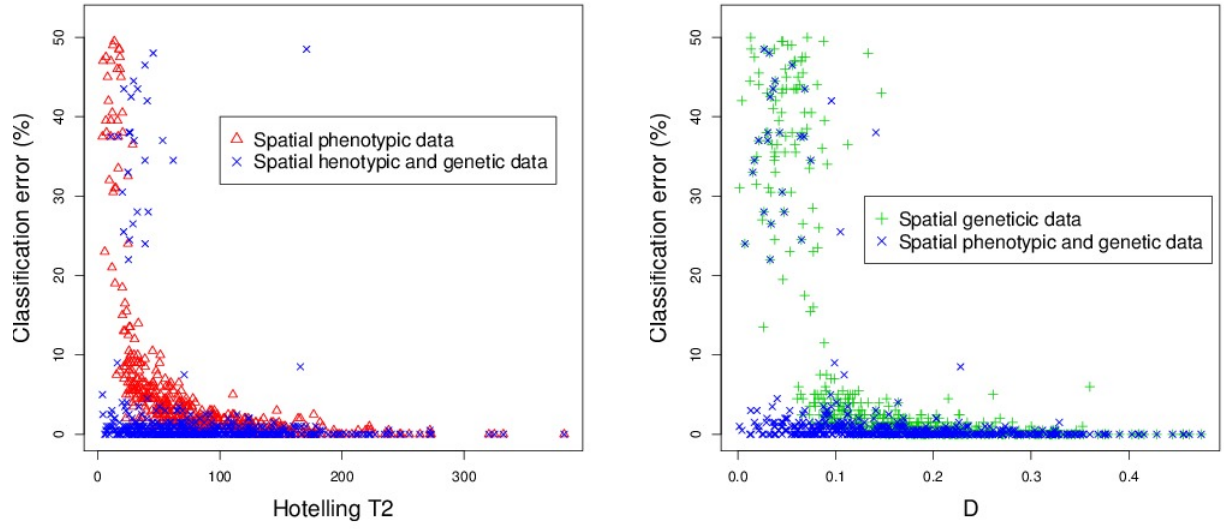 Classification error (%)
0
10
20
30
40
50
Spatial phenotypic data
Spatial henotypic and genetic data
0
100
200
300
Hotelling T2
Classification error (%)
0
10
20
30
40
50
Spatial geneticic data
Spatial phenotypic and genetic data
0.0
0.1
0.2
0.3
0.4
D